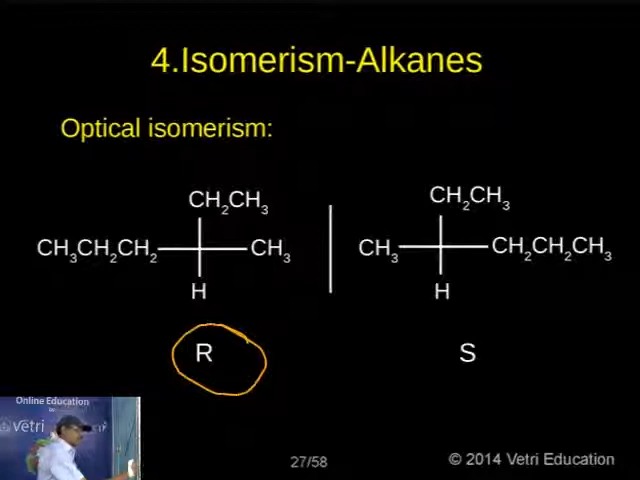 4.Isomerism-Alkanes
Optical isomerism:
CH2CH3
CH3CH2CH2 CH3
H
R
CH2CH3
CH3 CH2CH2CH3
H
S
Online Education
Vetri
27/58
© 2014 Vetri Education